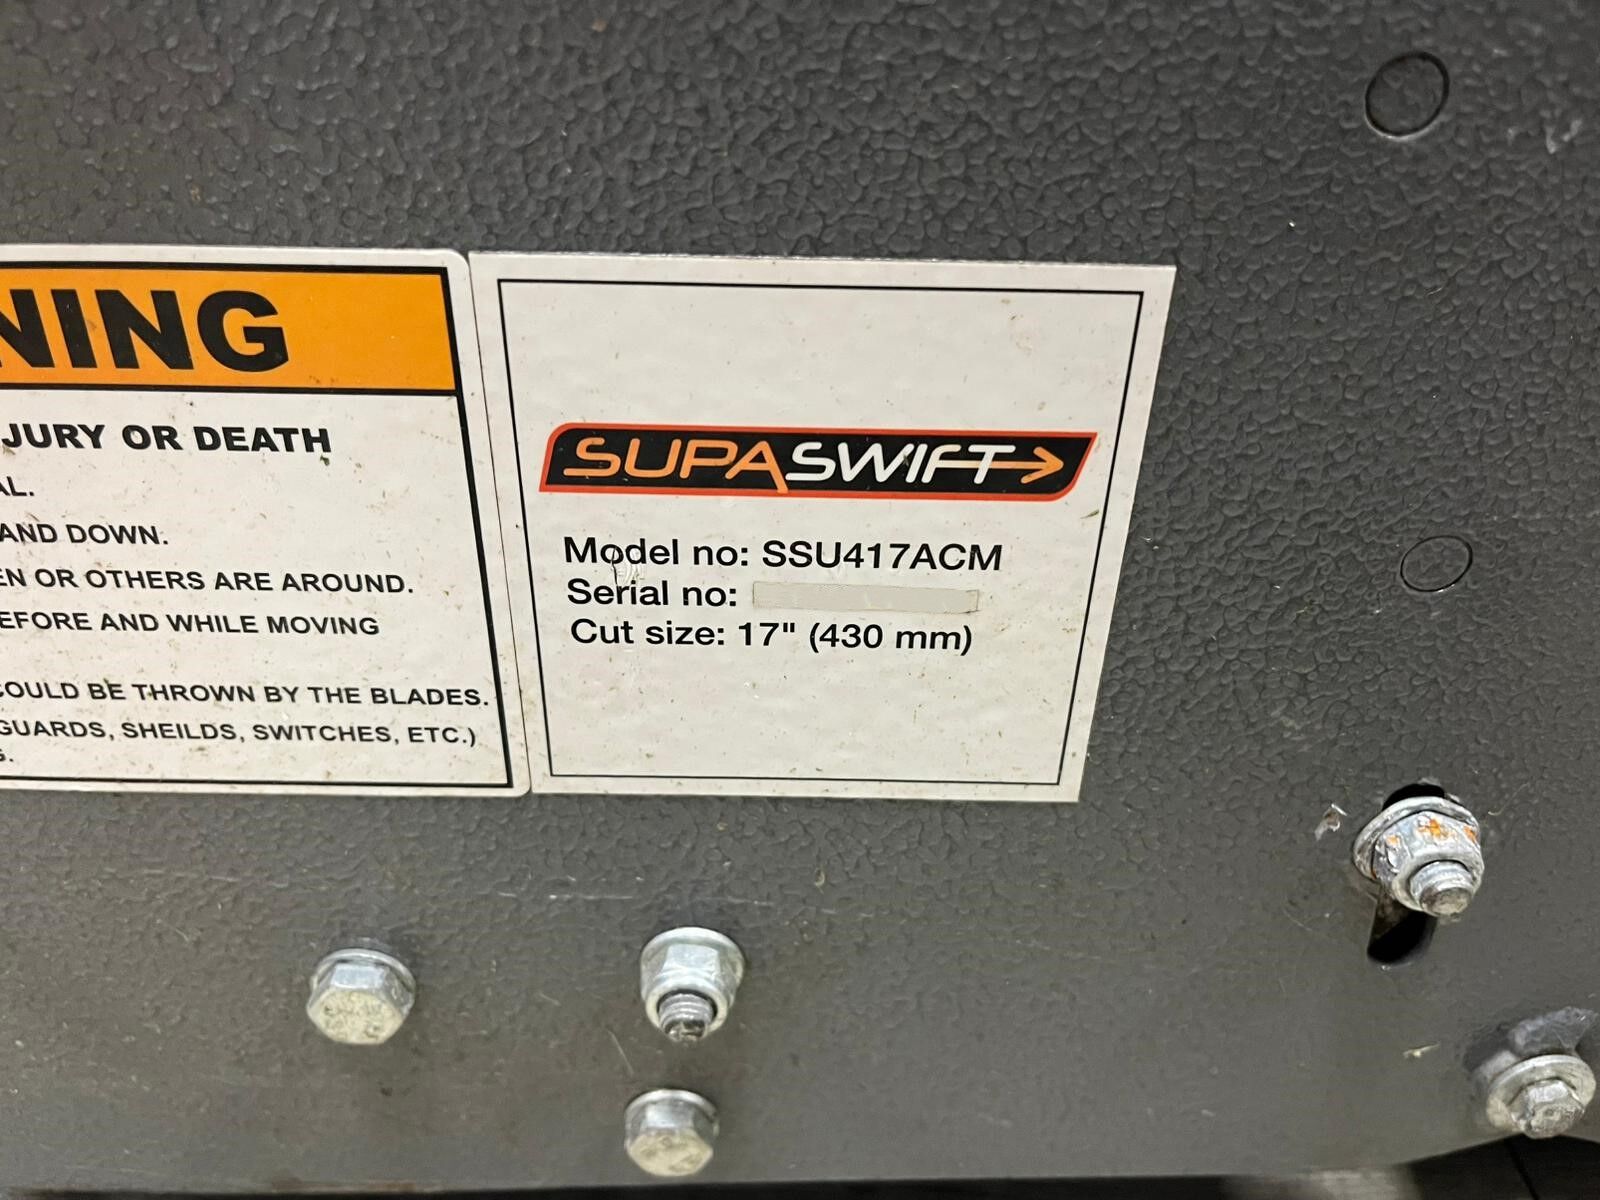 NING
JURY OR DEATH
AL.
AND DOWN.
EN OR OTHERS ARE AROUND.
EFORE AND WHILE MOVING
COULD BE THROWN BY THE BLADES.
GUARDS, SHEILDS, SWITCHES, ETC.)
SUPASWIFT
Model no: SSU417ACM
Serial no:
Cut size: 17" (430 mm)